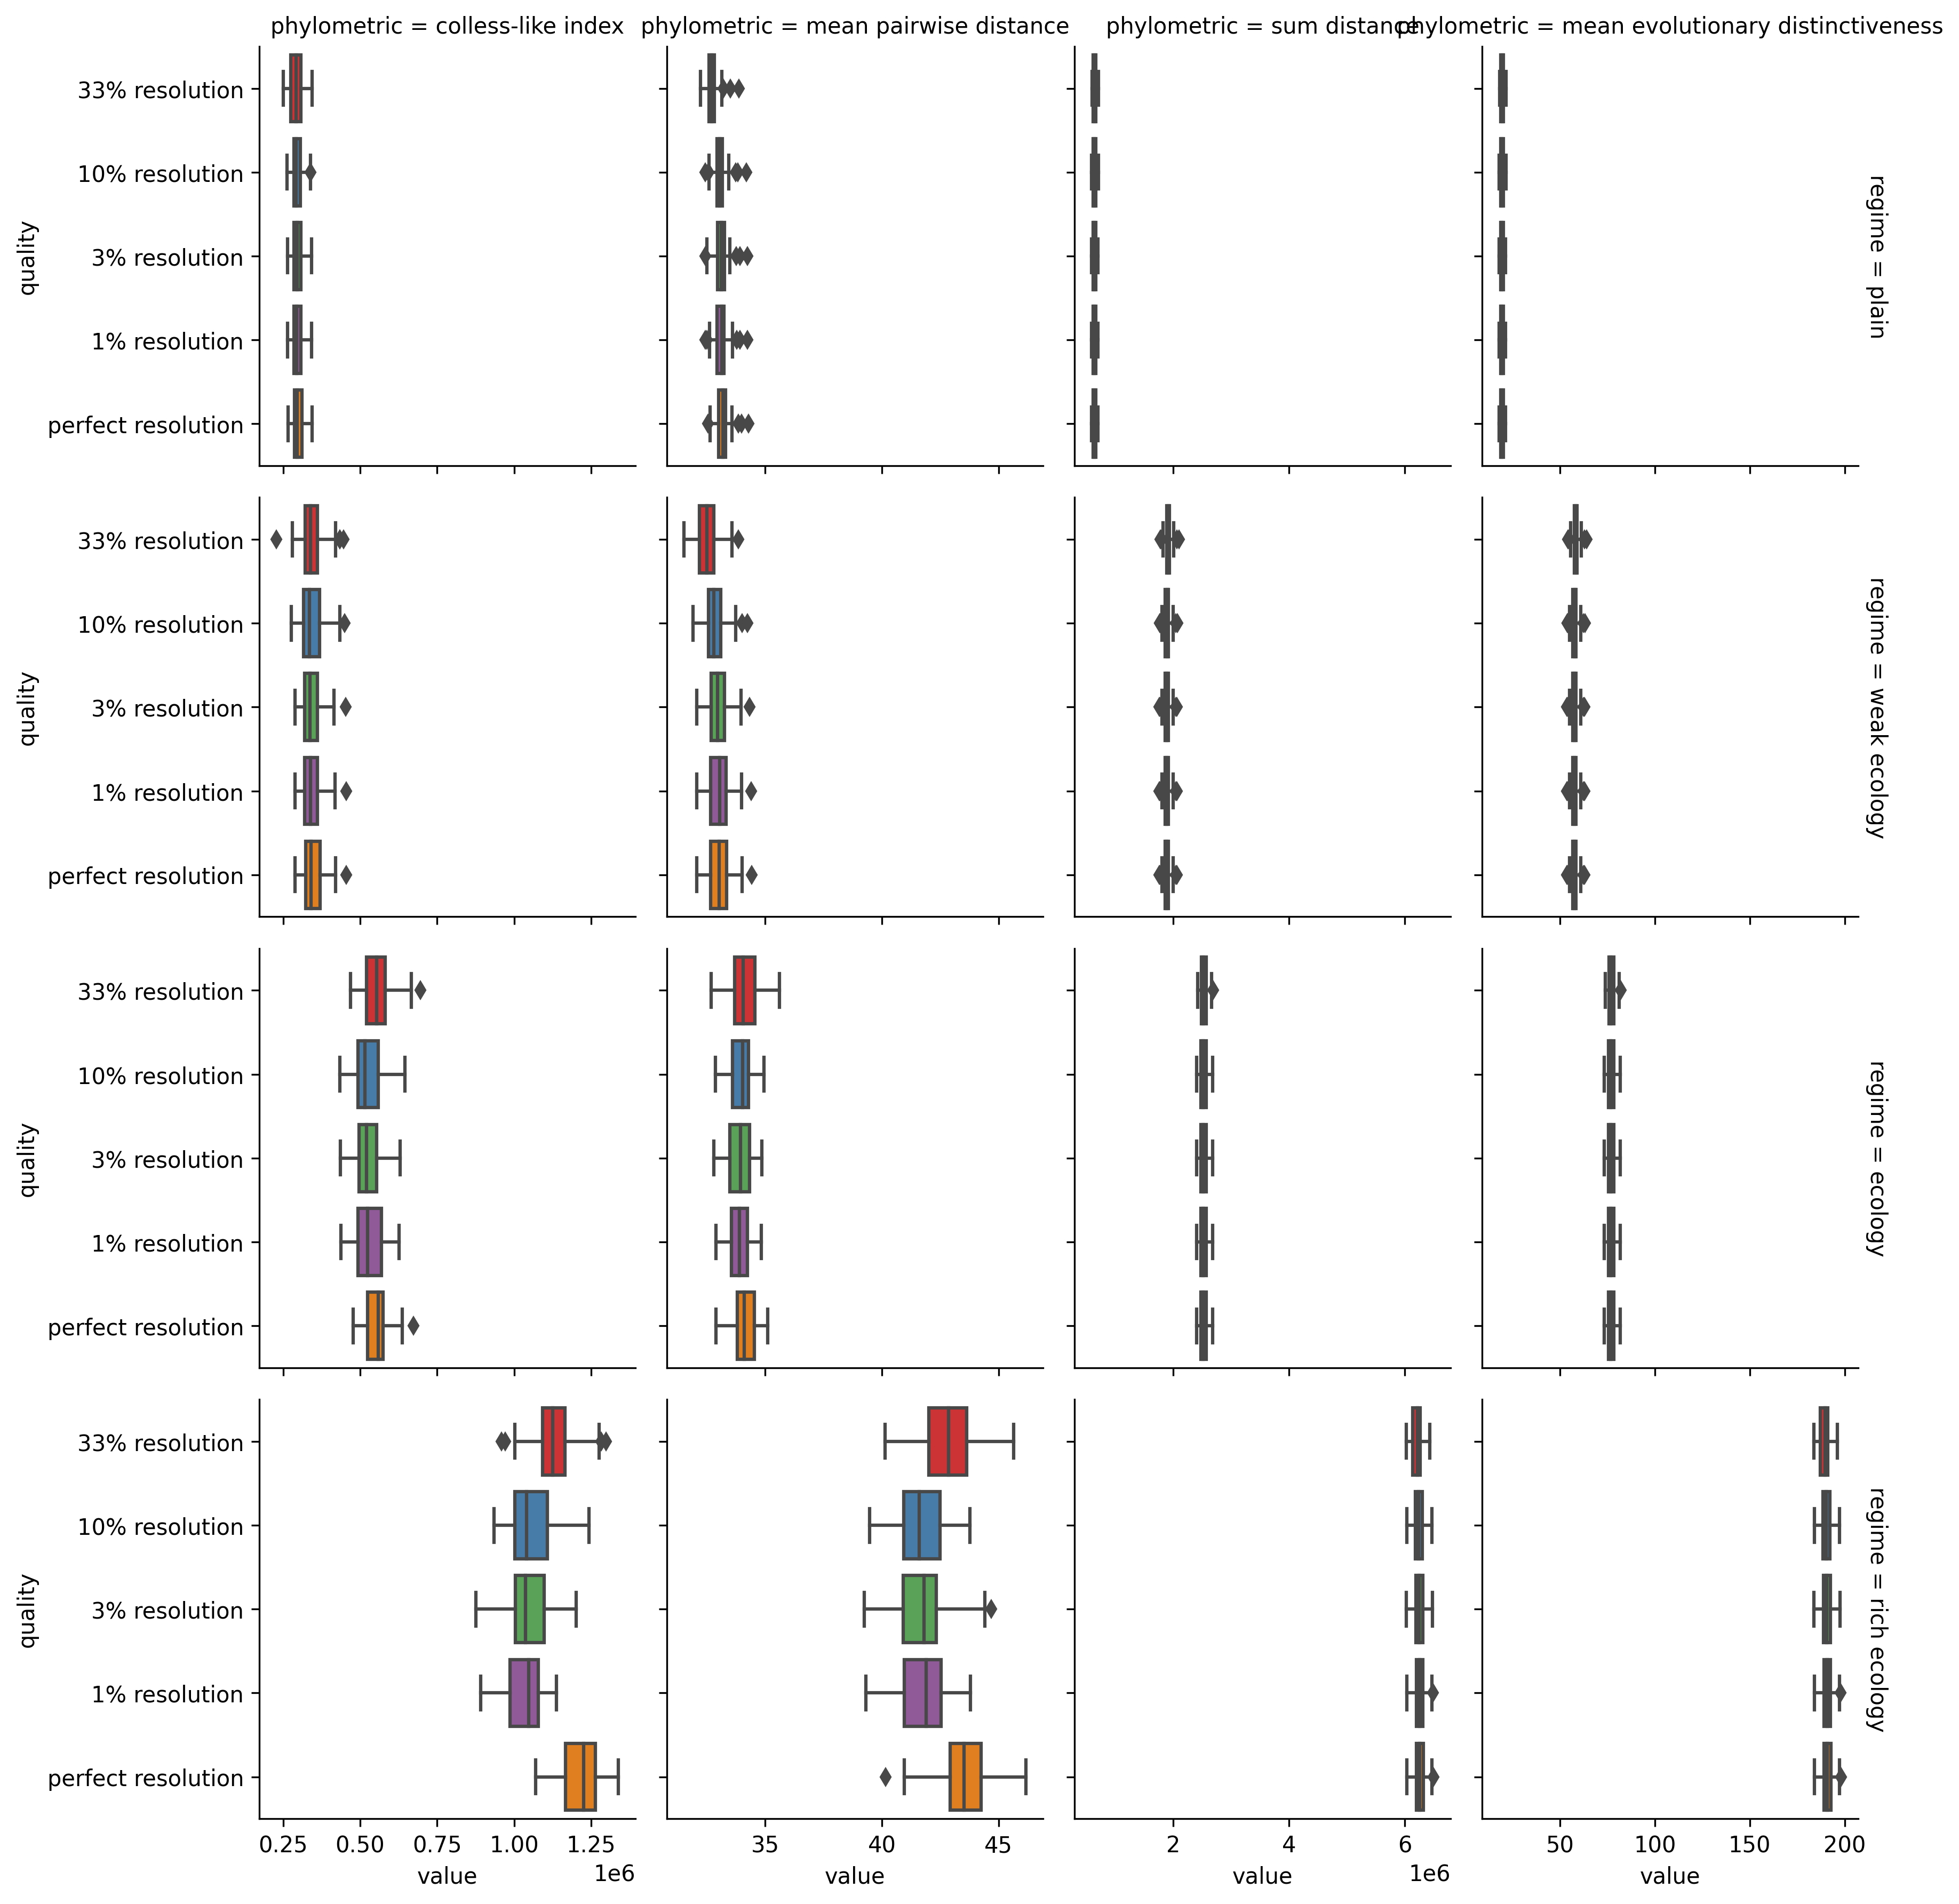 phylometric = colless-like index
phylometric = mean pairwise distance
phylometric = sum distance
phylometric = mean evolutionary distinctiveness
quality
33% resolution
10% resolution
3% resolution
1% resolution
perfect resolution
regime = plain
quality
33% resolution
10% resolution
3% resolution
1% resolution
perfect resolution
regime = weak ecology
quality
33% resolution
10% resolution
3% resolution
1% resolution
perfect resolution
regime = ecology
quality
33% resolution
10% resolution
3% resolution
1% resolution
perfect resolution
regime = rich ecology
0.25 0.50 0.75 1.00 1.25
1e6
value
35 40 45
value
2 4 6
1e6
value
50 100 150 200
value